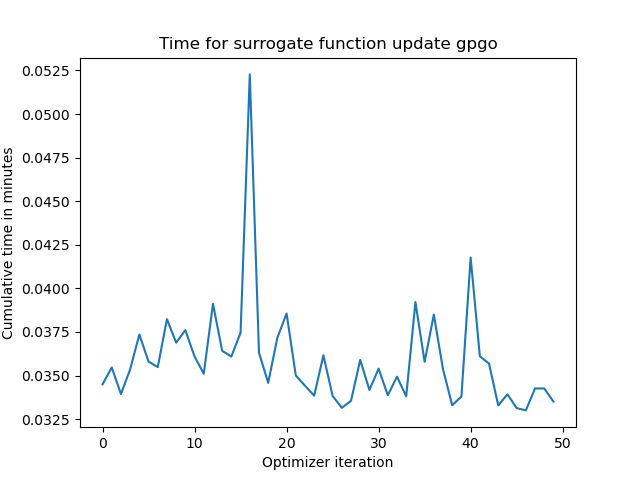 Time for surrogate function update gpgo
Cumulative time in minutes
0.0525
0.0500
0.0475
0.0450
0.0425
0.0400
0.0375
0.0350
0.0325
0 10 20 30 40 50
Optimizer iteration